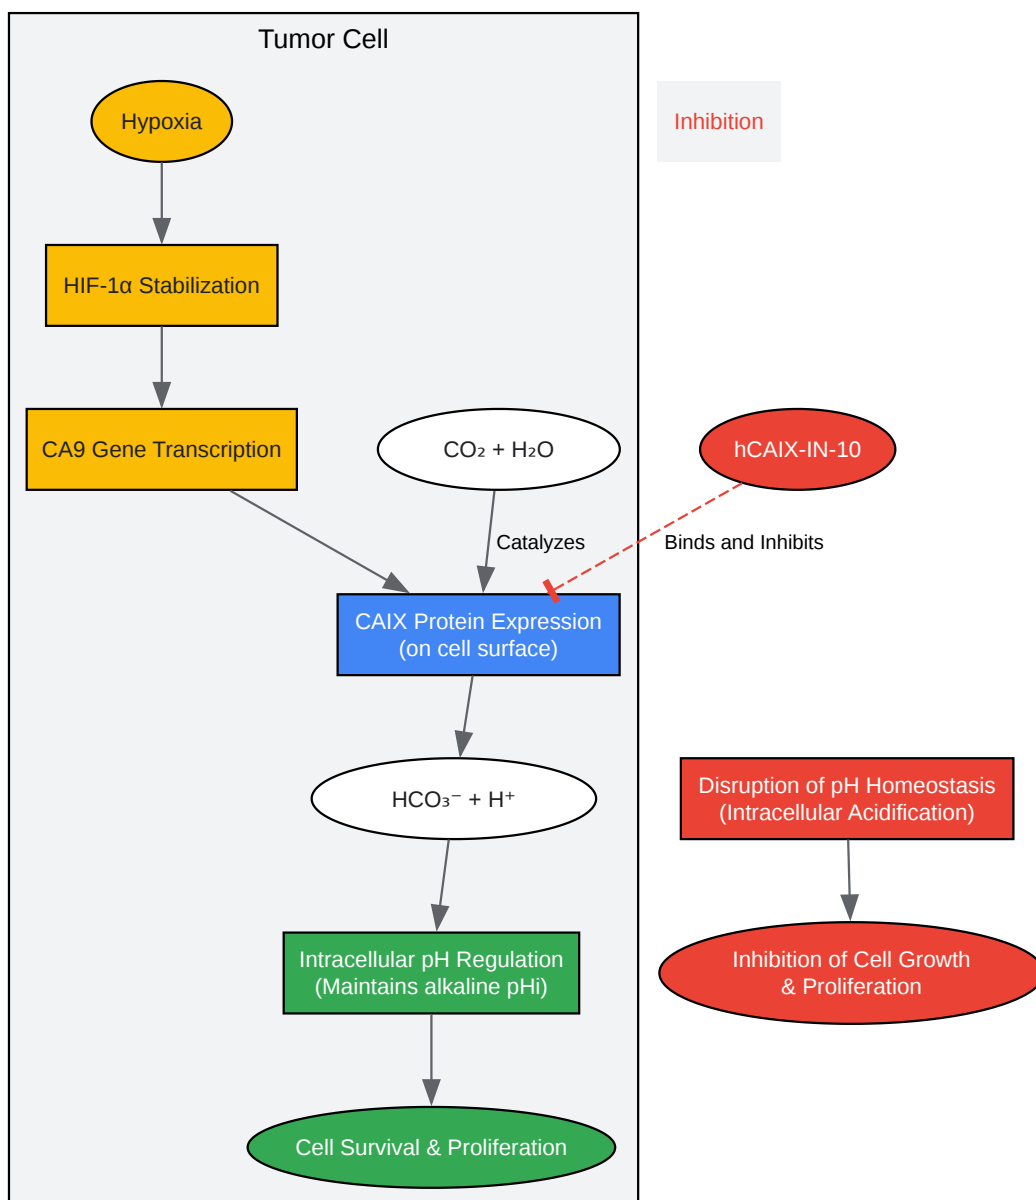 Tumor Cell
Hypoxia
Inhibition
HIF-1α Stabilization
CA9 Gene Transcription
CO₂ + H₂O
hCAIX-IN-10
Catalyzes
Binds and Inhibits
CAIX Protein Expression
(on cell surface)
HCO₃⁻ + H⁺
Disruption of pH Homeostasis
(Intracellular Acidification)
Intracellular pH Regulation
(Maintains alkaline pHi)
Inhibition of Cell Growth
& Proliferation
Cell Survival & Proliferation